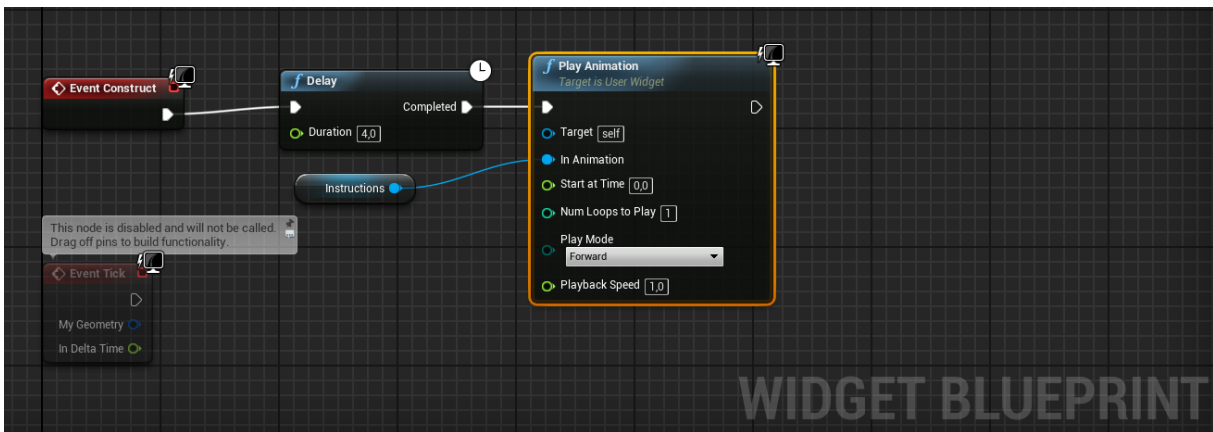 Event Construct
f Delay
Completed
Duration 4,0
Instructions
f Play Animation
Target is User Widget
Target self
In Animation
Start at Time 0,0
Num Loops to Play 1
Play Mode
Forward
Playback Speed 1,0
This node is disabled and will not be called.
Drag off pins to build functionality.
Event Tick
My Geometry
In Delta Time
WIDGET BLUEPRINT